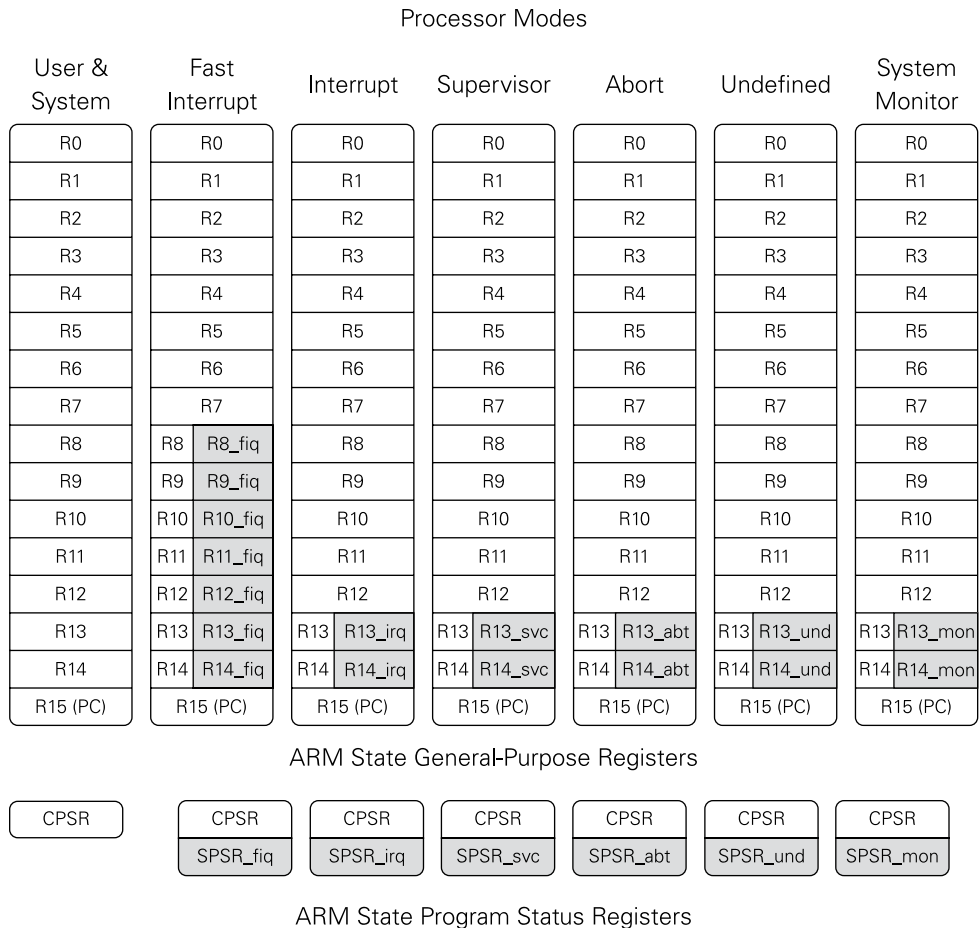 Processor Modes
User & System Fast Interrupt Interrupt Supervisor Abort Undefined System Monitor
R0 R0 R0 R0 R0 R0 R0
R1 R1 R1 R1 R1 R1 R1
R2 R2 R2 R2 R2 R2 R2
R3 R3 R3 R3 R3 R3 R3
R4 R4 R4 R4 R4 R4 R4
R5 R5 R5 R5 R5 R5 R5
R6 R6 R6 R6 R6 R6 R6
R7 R7 R7 R7 R7 R7 R7
R8 R8 R8_fiq R8 R8 R8 R8 R8
R9 R9 R9_fiq R9 R9 R9 R9 R9
R10 R10 R10_fiq R10 R10 R10 R10 R10
R11 R11 R11_fiq R11 R11 R11 R11 R11
R12 R12 R12_fiq R12 R12 R12 R12 R12
R13 R13 R13_fiq R13 R13_irq R13 R13_svc R13 R13_abt R13 R13_und R13 R13_mon
R14 R14 R14_fiq R14 R14_irq R14 R14_svc R14 R14_abt R14 R14_und R14 R14_mon
R15 (PC) R15 (PC) R15 (PC) R15 (PC) R15 (PC) R15 (PC) R15 (PC)
ARM State General-Purpose Registers
CPSR CPSR CPSR CPSR CPSR CPSR CPSR
SPSR_fiq SPSR_irq SPSR_svc SPSR_abt SPSR_und SPSR_mon
ARM State Program Status Registers